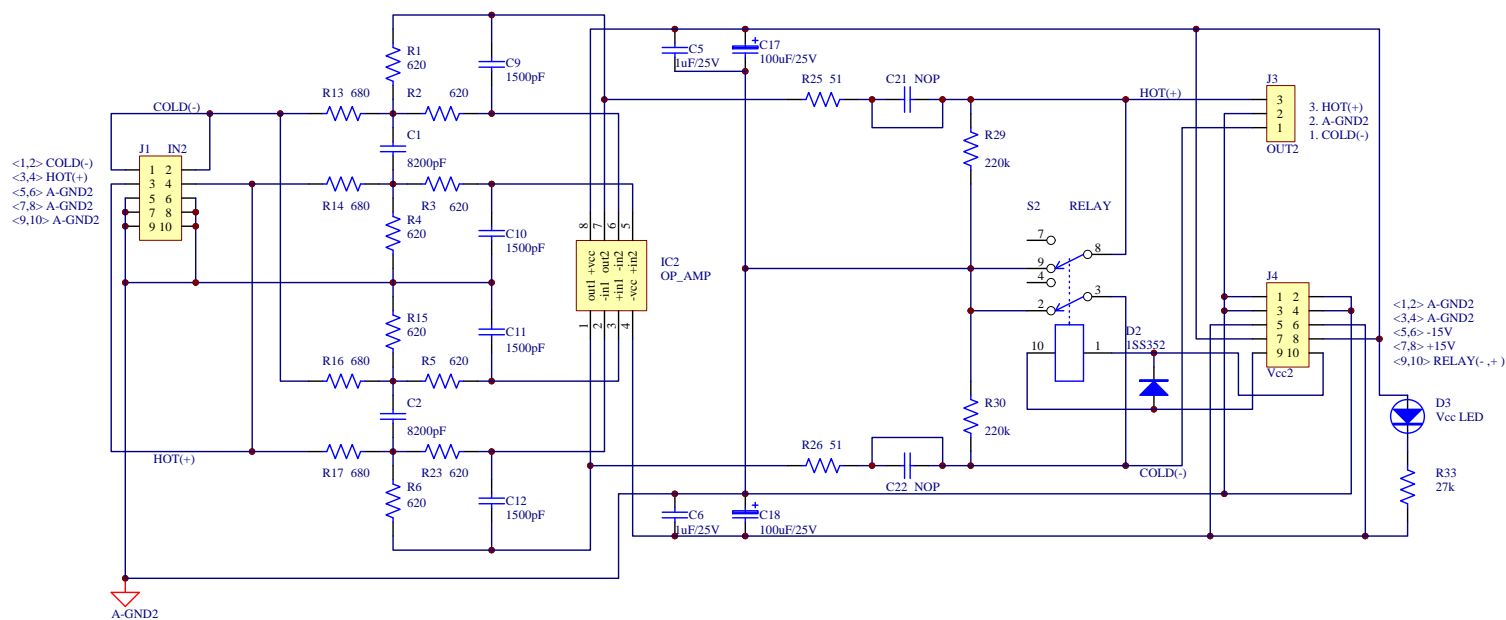 R1
620
C9
1500pF
R13 680
R2 620
COLD(-)
C1
8200pF
J1 IN2
<1,2> COLD(-)
<3,4> HOT(+)
<5,6> A-GND2
<7,8> A-GND2
<9,10> A-GND2
1 2
3 4
5 6
7 8
9 10
R14 680
R3 620
R4
620
C10
1500pF
R15
620
C11
1500pF
R16 680
R5 620
C2
8200pF
HOT(+)
R17 680
R23 620
R6
620
C12
1500pF
A-GND2
8 7 6 5
out1 +vcc
-in1 out2
+in1 -in2
-vcc +in2
1 2 3 4
IC2
OP_AMP
C5
1uF/25V
+
C17
100uF/25V
R25 51
C21 NOP
HOT(+)
J3
3
2
1
OUT2
3. HOT(+)
2. A-GND2
1. COLD(-)
R29
220k
S2 RELAY
7
8
9
4
3
2
10
1
D2
1SS352
R30
220k
R26 51
C22 NOP
COLD(-)
C6
1uF/25V
+
C18
100uF/25V
J4
1 2
3 4
5 6
7 8
9 10
Vcc2
<1,2> A-GND2
<3,4> A-GND2
<5,6> -15V
<7,8> +15V
<9,10> RELAY(- ,+ )
D3
Vcc LED
R33
27k